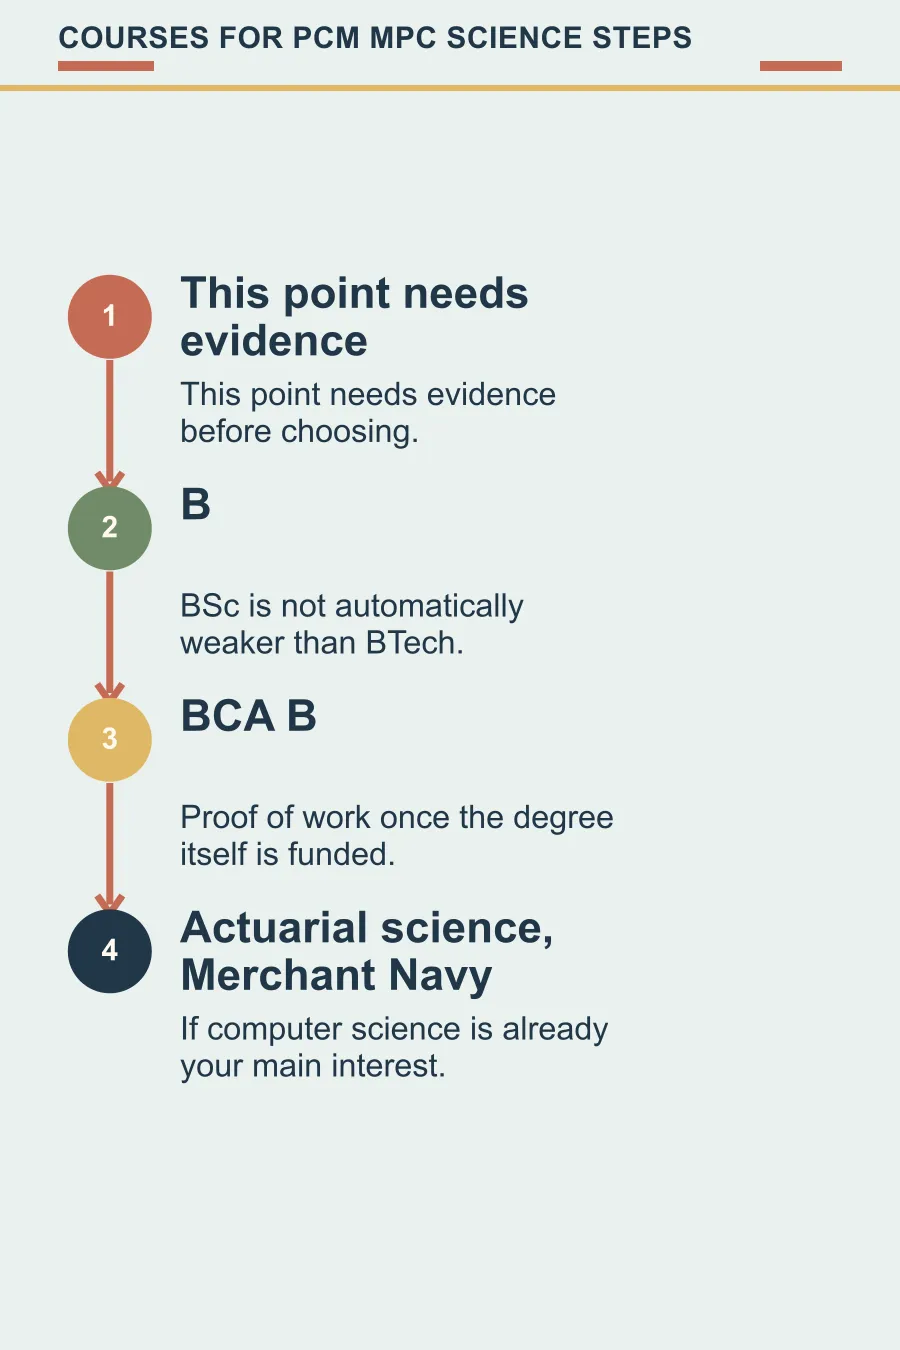 COURSES FOR PCM MPC SCIENCE STEPS
1
This point needs
evidence
This point needs evidence
before choosing.
2
B
BSc is not automatically
weaker than BTech.
3
BCA B
Proof of work once the degree
itself is funded.
4
Actuarial science,
Merchant Navy
If computer science is already
your main interest.